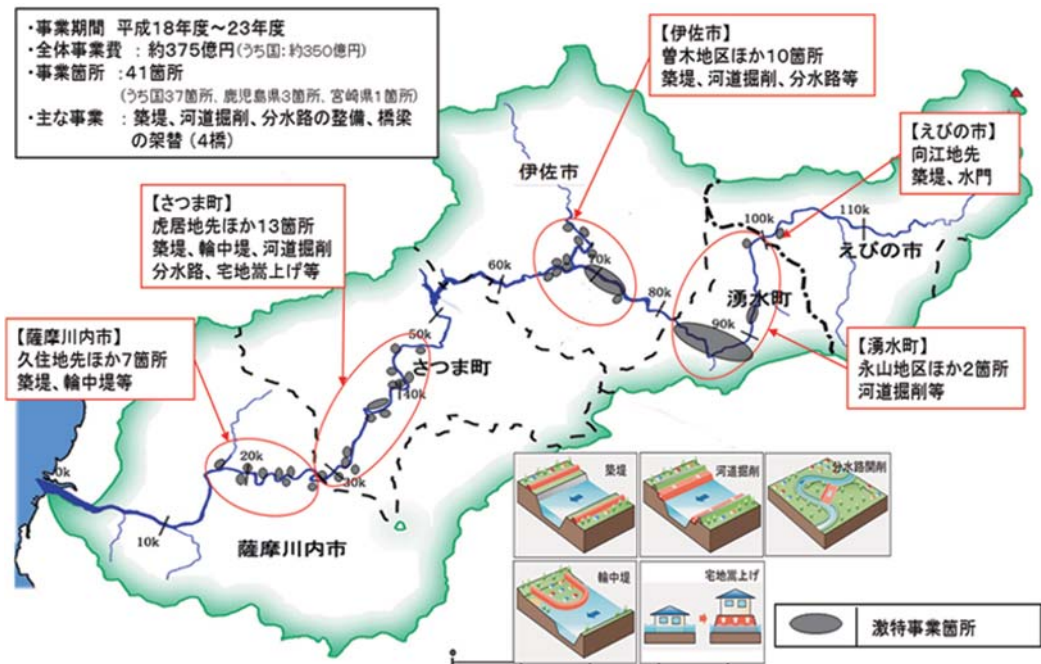 ・事業期間 平成18年度~23年度
・全体事業費 : 約375億円(うち国:約350億円)
・事業箇所 :41箇所
(うち国37箇所、鹿児島県3箇所、宮崎県1箇所)
・主な事業 : 築堤、河道掘削、分水路の整備、橋梁
の架替 (4橋)
【伊佐市】
曽木地区ほか10箇所
築堤、河道掘削、分水路等
【えびの市】
向江地先
築堤、水門
【さつま町】
虎居地先ほか13箇所
築堤、輪中堤、河道掘削
分水路、宅地嵩上げ等
【薩摩川内市】
久住地先ほか7箇所
築堤、輪中堤等
【湧水町】
永山地区ほか2箇所
河道掘削等
伊佐市
えびの市
湧水町
さつま町
薩摩川内市
0k
10k
20k
30k
40k
50k
60k
70k
80k
90k
100k
110k
築堤
河道掘削
分水路開削
輪中堤
宅地嵩上げ
激特事業箇所